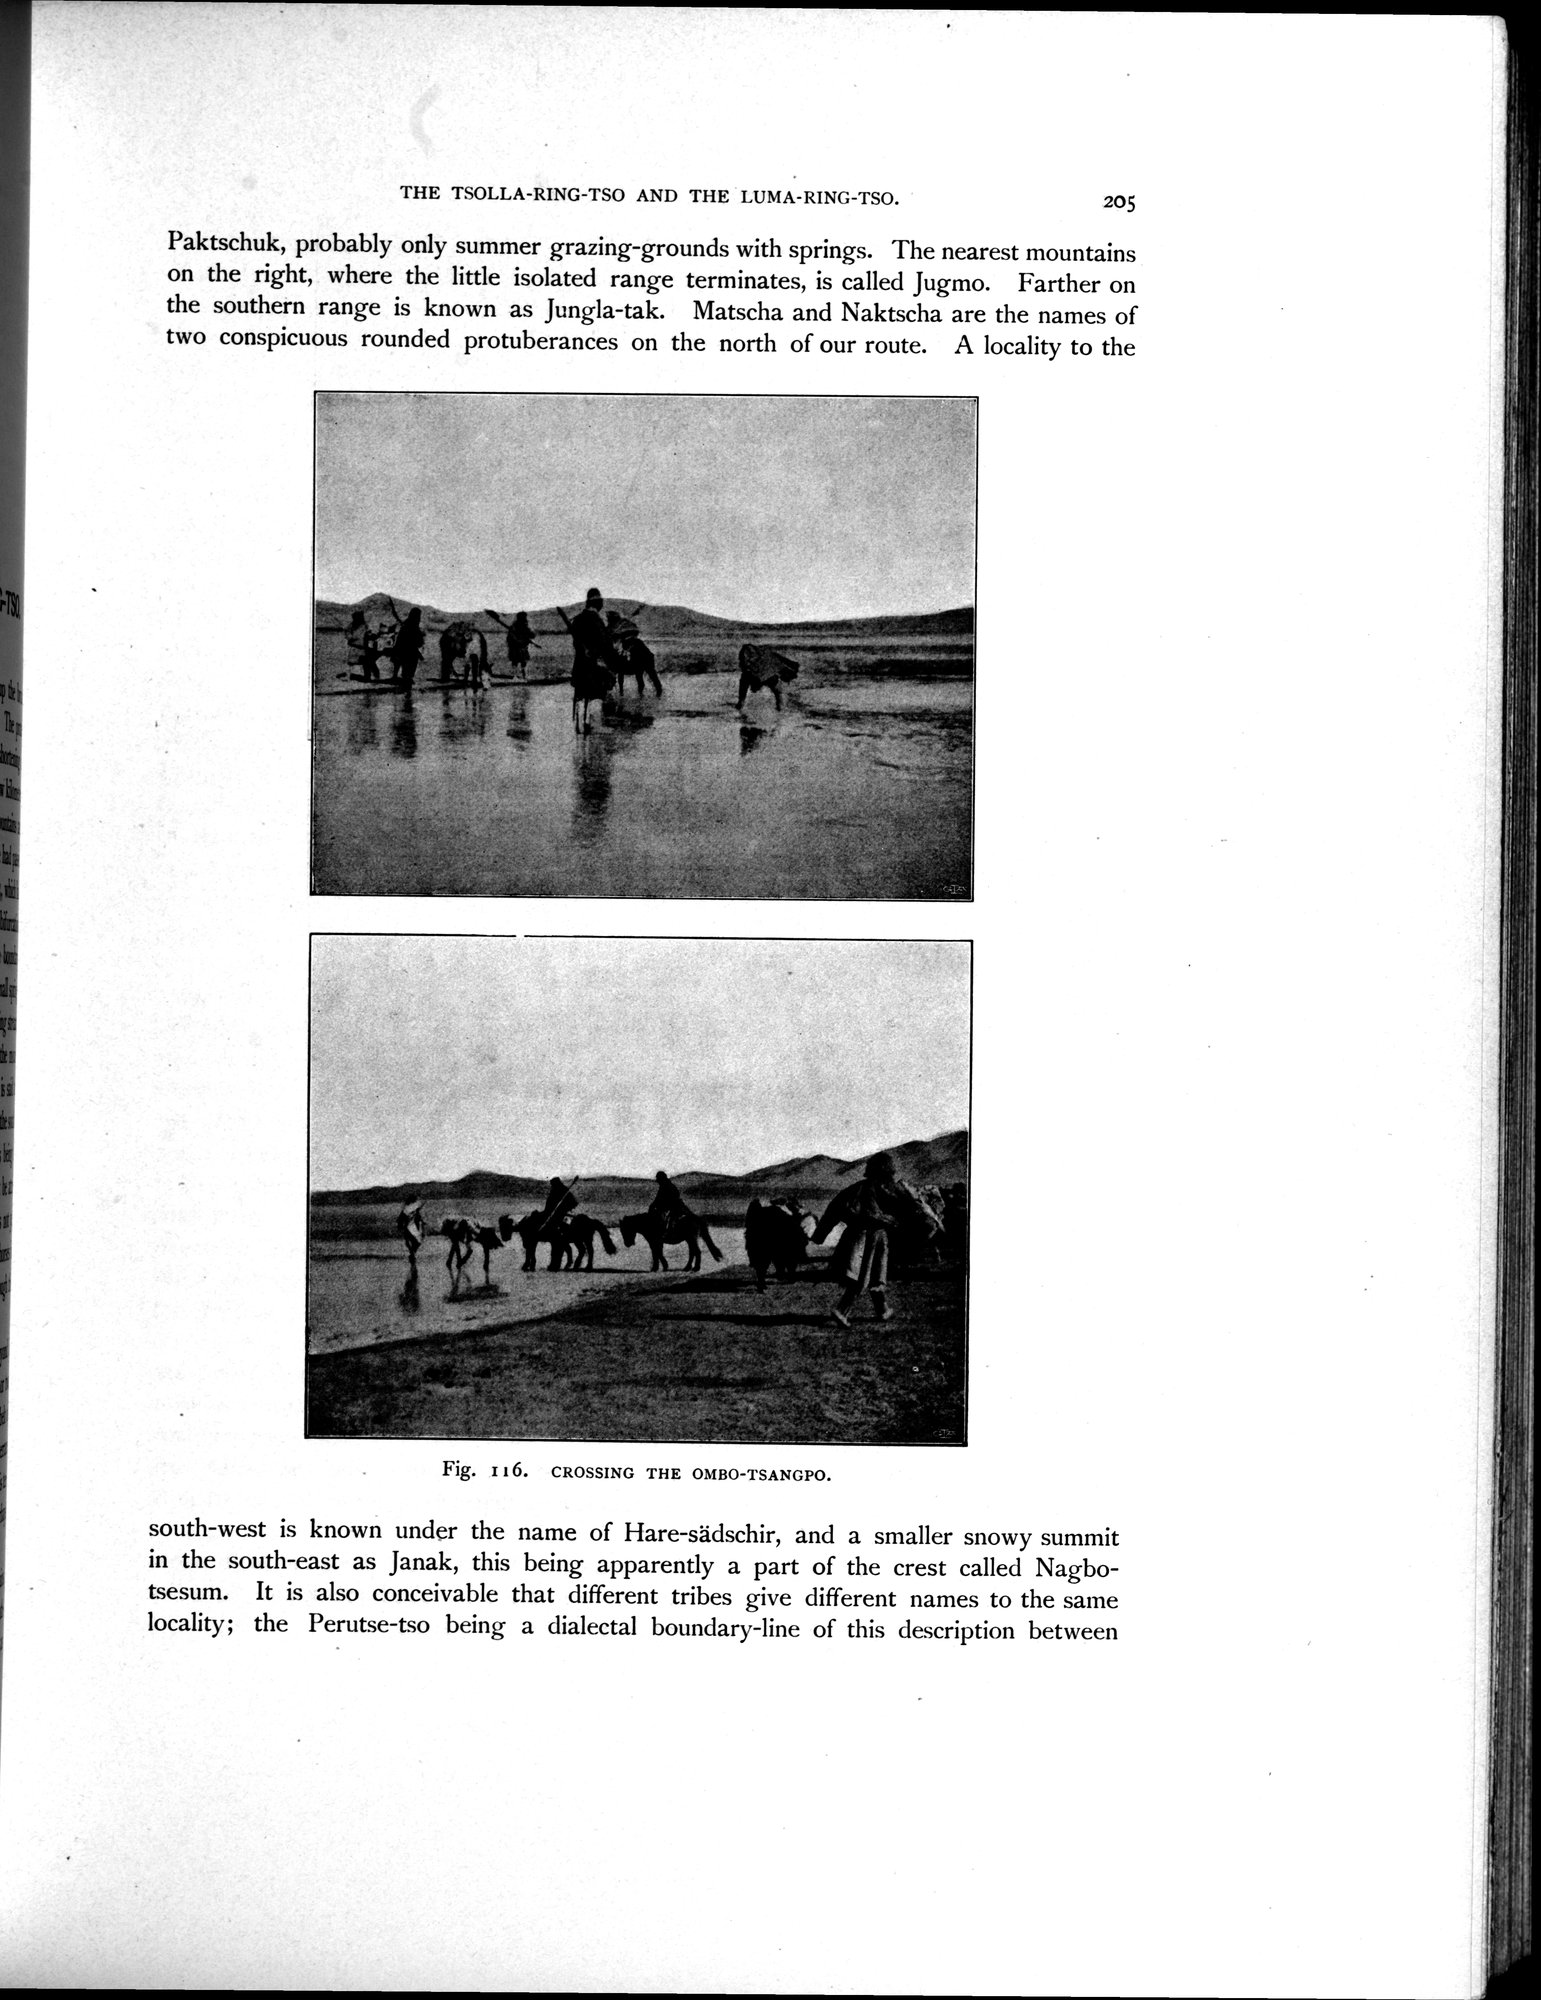 THE TSOLLA-RING-TSO AND THE LUMA-RING-TSO. 205
Paktschuk, probably only summer grazing-grounds with springs. The nearest mountains
on the right, where the little isolated range terminates, is called Jugmo. Farther on
the southern range is known as Jungla-tak. Matscha and Naktscha are the names of
two conspicuous rounded protuberances on the north of our route. A locality to the
Fig. 116. CROSSING THE OMBO-TSANGPO.
south-west is known under the name of Hare-sädschir, and a smaller snowy summit
in the south-east as Janak, this being apparently a part of the crest called Nagbo-
tsesum. It is also conceivable that different tribes give different names to the same
locality; the Perutse-tso being a dialectal boundary-line of this description between